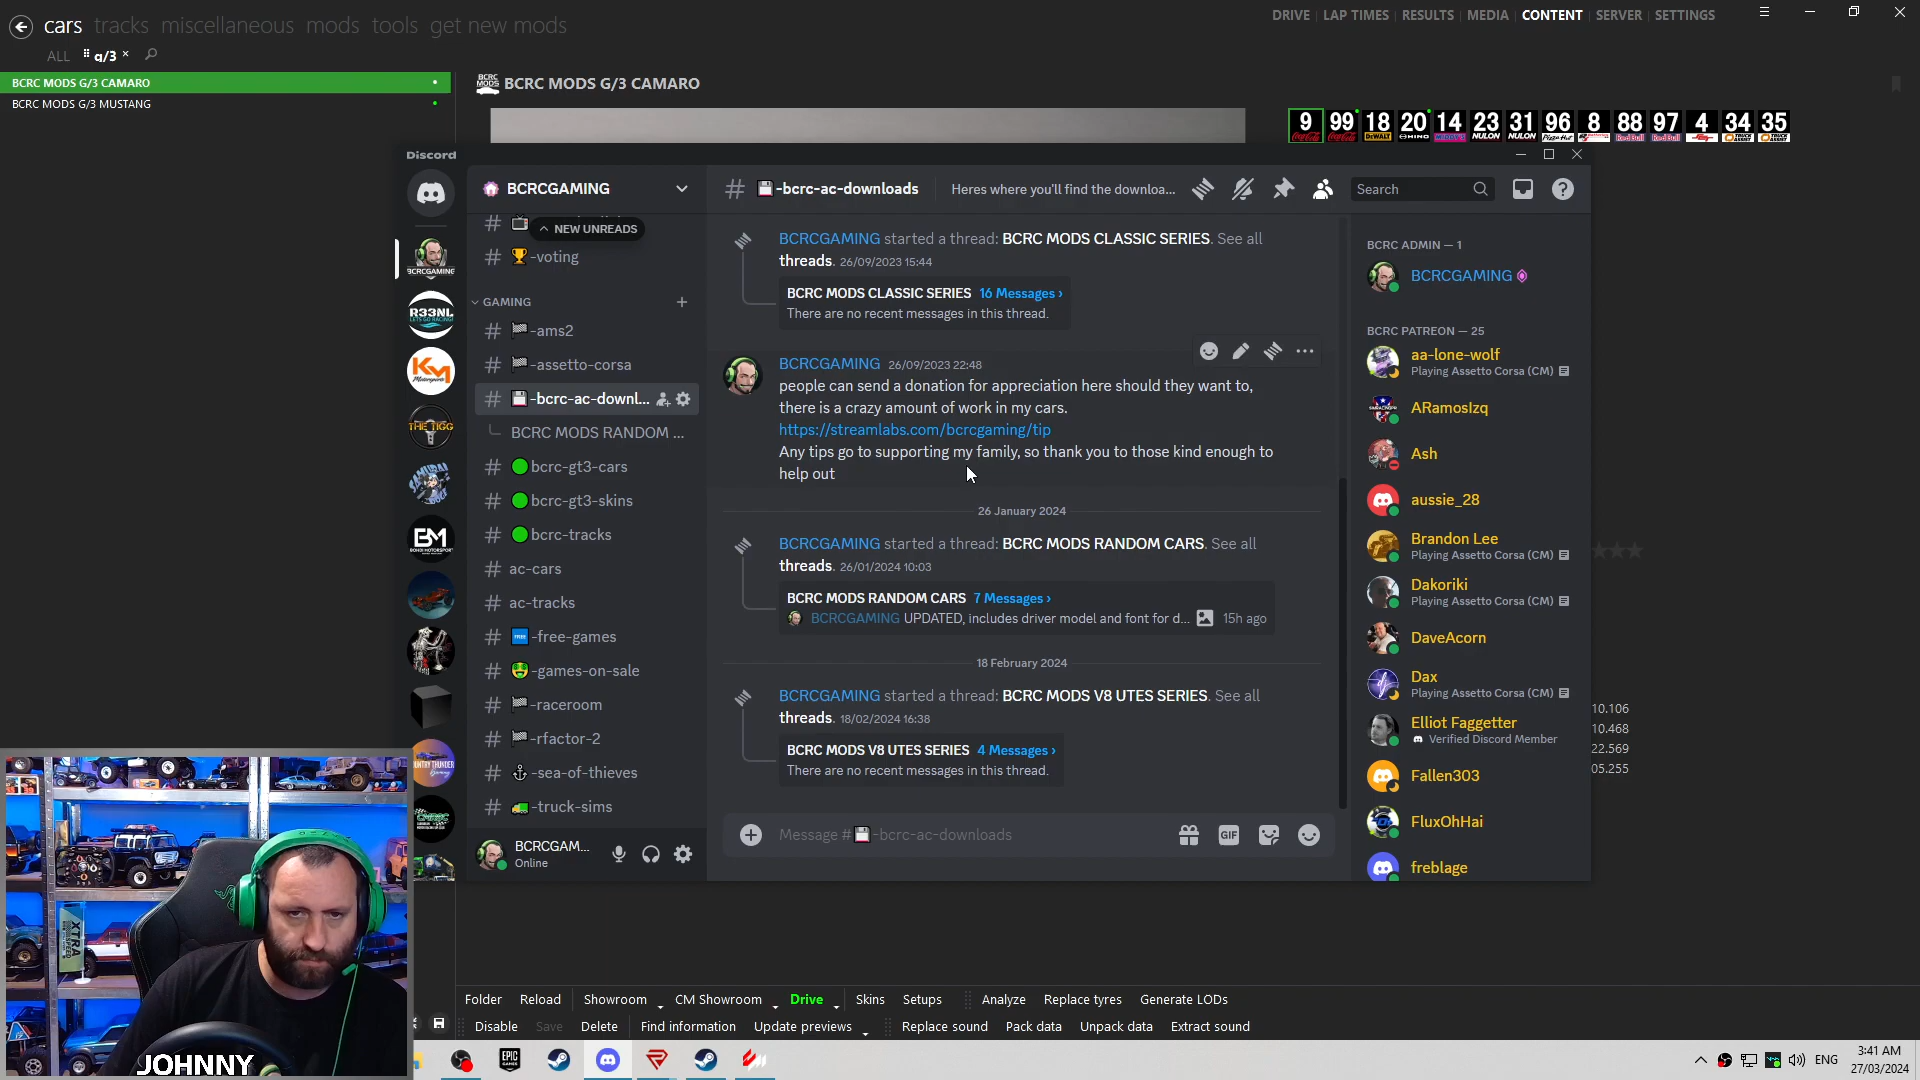 cars tracks miscellaneous mods tools get new mods
DRIVE LAP TIMES RESULTS MEDIA CONTENT SERVER SETTINGS
ALL g/3
BCRC MODS G/3 CAMARO
BCRC MODS G/3 MUSTANG
BCRC MODS G/3 CAMARO
9 99 18 20 14 23 31 96 8 88 97 4 34 35
Discord
BCRCGAMING
NEW UNREADS
-voting
GAMING
-ams2
-assetto-corsa
-bcrc-ac-downl...
BCRC MODS RANDOM ...
bcrc-gt3-cars
bcrc-gt3-skins
bcrc-tracks
ac-cars
ac-tracks
-free-games
-games-on-sale
-raceroom
-rfactor-2
-sea-of-thieves
-truck-sims
BCRCGAM...
Online
R33NL
THE TIGG
BM
-bcrc-ac-downloads
Heres where you'll find the downloa...
Search
BCRCGAMING started a thread: BCRC MODS CLASSIC SERIES. See all
threads. 26/09/2023 15:44
BCRC MODS CLASSIC SERIES 16 Messages ›
There are no recent messages in this thread.
BCRCGAMING 26/09/2023 22:48
people can send a donation for appreciation here should they want to,
there is a crazy amount of work in my cars.
https://streamlabs.com/bcrcgaming/tip
Any tips go to supporting my family, so thank you to those kind enough to
help out
26 January 2024
BCRCGAMING started a thread: BCRC MODS RANDOM CARS. See all
threads. 26/01/2024 10:03
BCRC MODS RANDOM CARS 7 Messages ›
BCRCGAMING UPDATED, includes driver model and font for d... 15h ago
18 February 2024
BCRCGAMING started a thread: BCRC MODS V8 UTES SERIES. See all
threads. 18/02/2024 16:38
BCRC MODS V8 UTES SERIES 4 Messages ›
There are no recent messages in this thread.
Message # -bcrc-ac-downloads
GIF
BCRC ADMIN — 1
BCRCGAMING
BCRC PATREON — 25
aa-lone-wolf
Playing Assetto Corsa (CM)
ARamosIzq
Ash
aussie_28
Brandon Lee
Playing Assetto Corsa (CM)
Dakoriki
Playing Assetto Corsa (CM)
DaveAcorn
Dax
Playing Assetto Corsa (CM)
Elliot Faggetter
Verified Discord Member
Fallen303
FluxOhHai
freblage
10.106
10.468
22.569
05.255
XTRA SPEED
JOHNNY
Folder Reload Showroom CM Showroom Drive Skins Setups Analyze Replace tyres Generate LODs
Disable Save Delete Find information Update previews Replace sound Pack data Unpack data Extract sound
EPIC
ENG
3:41 AM
27/03/2024